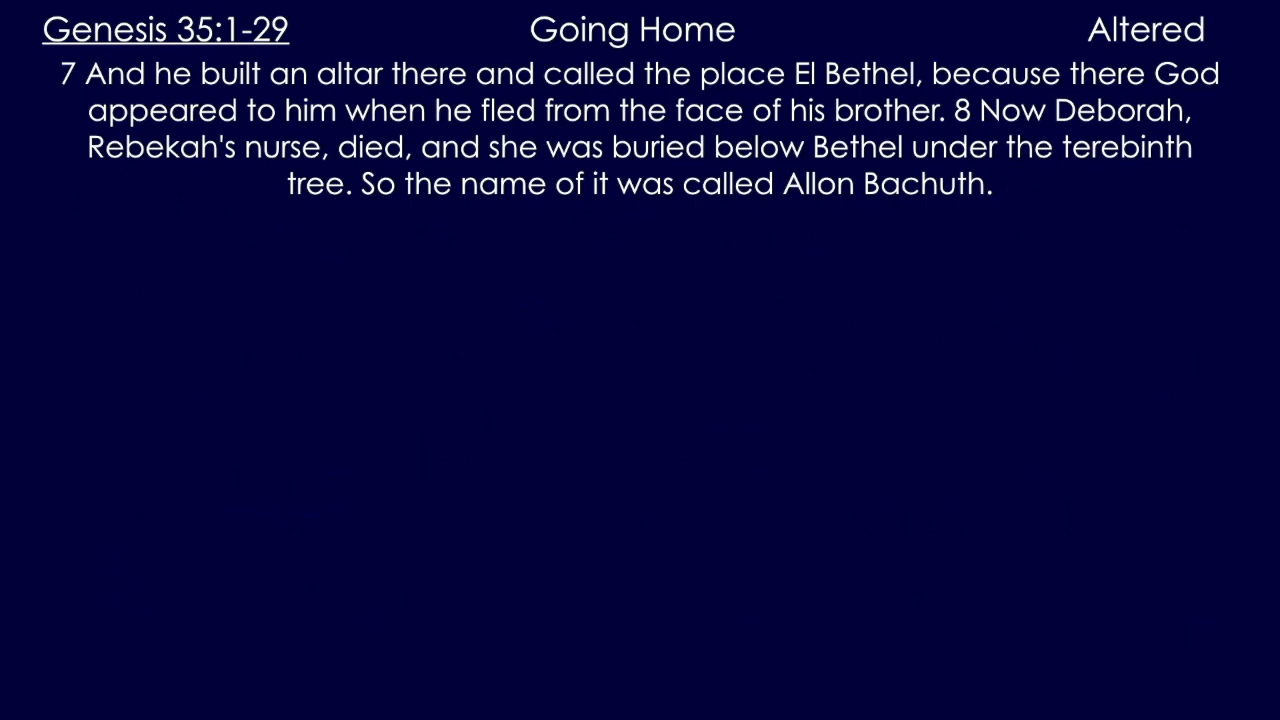 Genesis 35:1-29 Going Home Altered
7 And he built an altar there and called the place El Bethel, because there God
appeared to him when he fled from the face of his brother. 8 Now Deborah,
Rebekah's nurse, died, and she was buried below Bethel under the terebinth
tree. So the name of it was called Allon Bachuth.